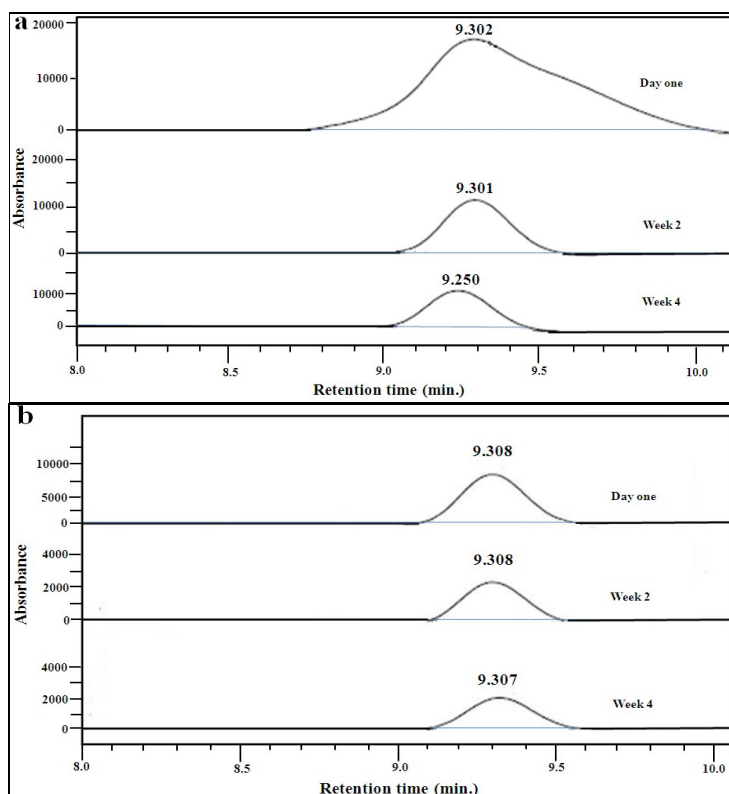 a
20000
9.302
Day one
10000
0
20000
9.301
10000
Week 2
0
9.250
10000
Week 4
0
Absorbance
8.0 8.5 9.0 9.5 10.0
Retention time (min.)
b
9.308
10000
Day one
5000
0
4000
9.308
2000
Week 2
0
4000
9.307
2000
Week 4
0
Absorbance
8.0 8.5 9.0 9.5 10.0
Retention time (min.)